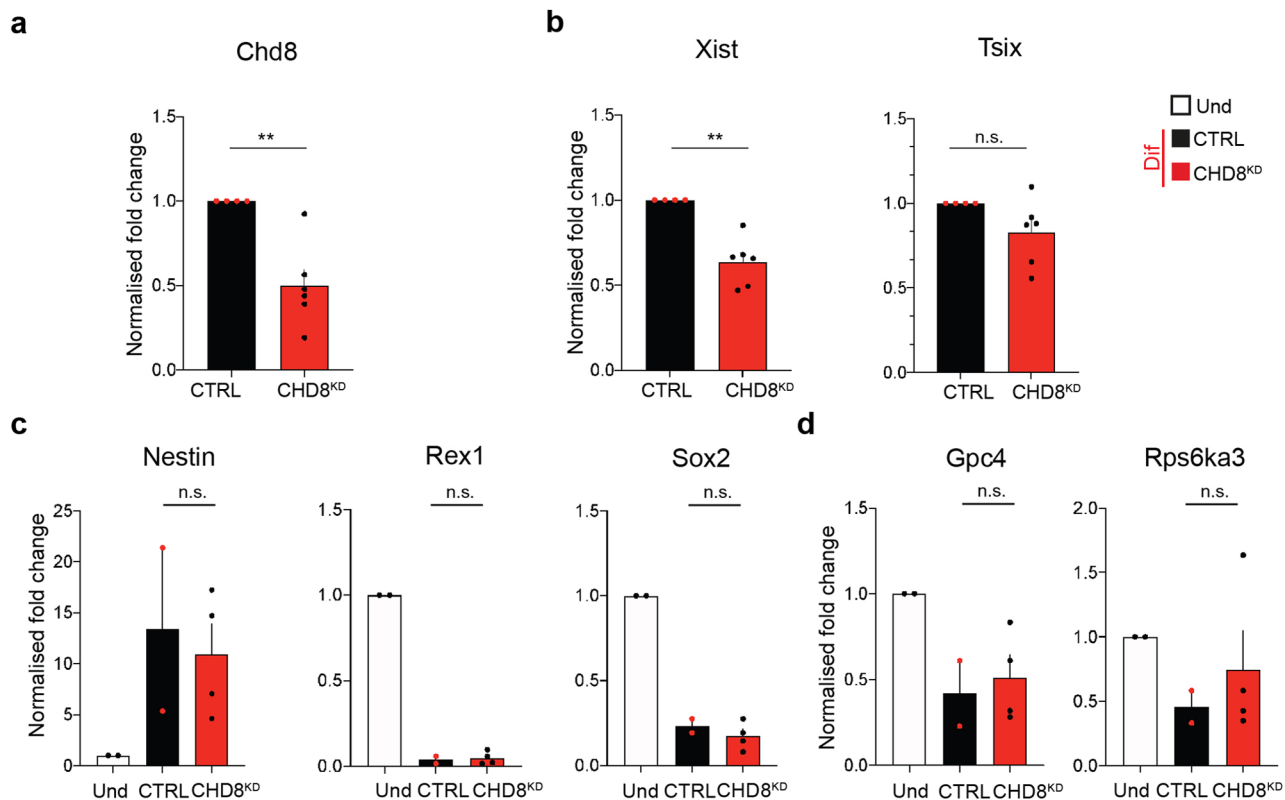 a
b
Chd8
Xist
Tsix
Und
Dif
CTRL
CHD8KD
Normalised fold change
1.5
1.0
0.5
0.0
**
CTRL
CHD8KD
Normalised fold change
1.5
1.0
0.5
0.0
**
CTRL
CHD8KD
1.5
1.0
0.5
0.0
n.s.
CTRL
CHD8KD
c
d
Nestin
Rex1
Sox2
Gpc4
Rps6ka3
Normalised fold change
25
20
15
10
5
0
n.s.
Und CTRL CHD8KD
1.5
1.0
0.5
0.0
n.s.
Und CTRL CHD8KD
1.5
1.0
0.5
0.0
n.s.
Und CTRL CHD8KD
Normalised fold change
1.5
1.0
0.5
0.0
n.s.
Und CTRL CHD8KD
2.0
1.5
1.0
0.5
0.0
n.s.
Und CTRL CHD8KD